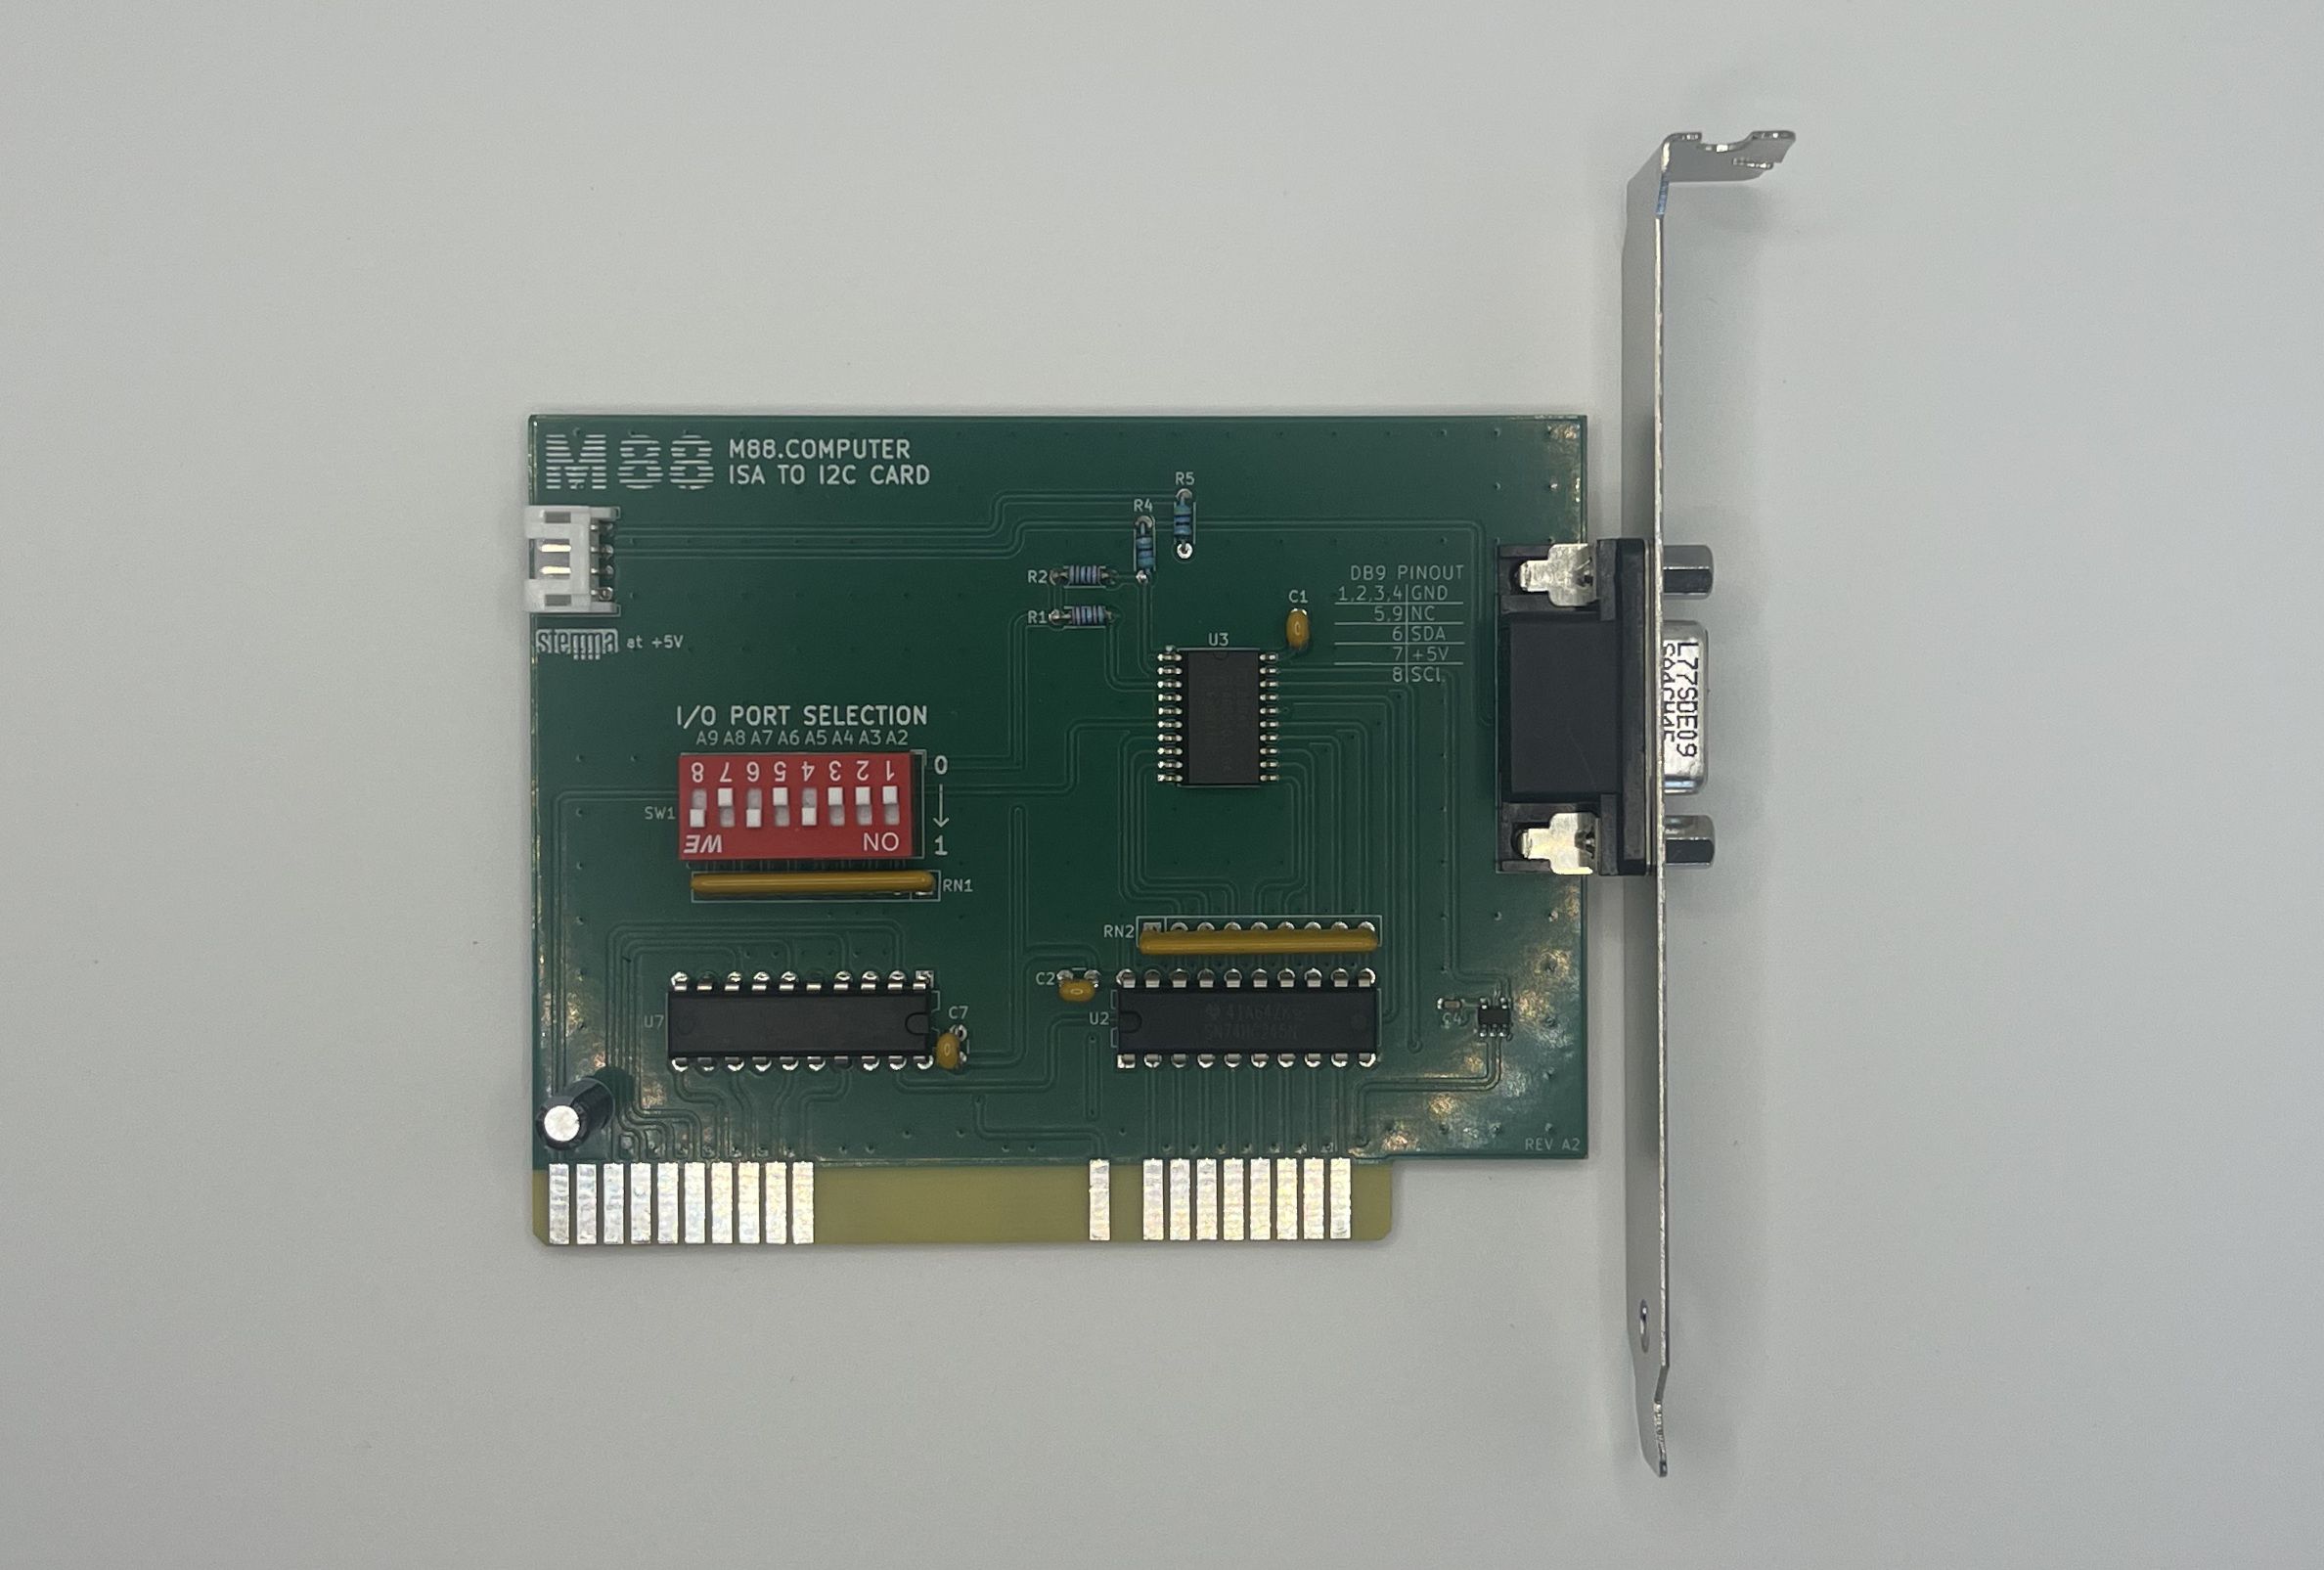 M88
M88.COMPUTER
ISA TO I2C CARD
R5
R4
R2
R1
C1
U3
DB9 PINOUT
1,2,3,4 GND
5,9 NC
6 SDA
7 +5V
8 SCL
stemma at +5V
L77SDE09
I/O PORT SELECTION
A9 A8 A7 A6 A5 A4 A3 A2
8 7 6 5 4 3 2 1
0
SW1
WE
ON
1
RN1
RN2
C2
C7
U7
U2
SN74HC245N
C4
REV A2